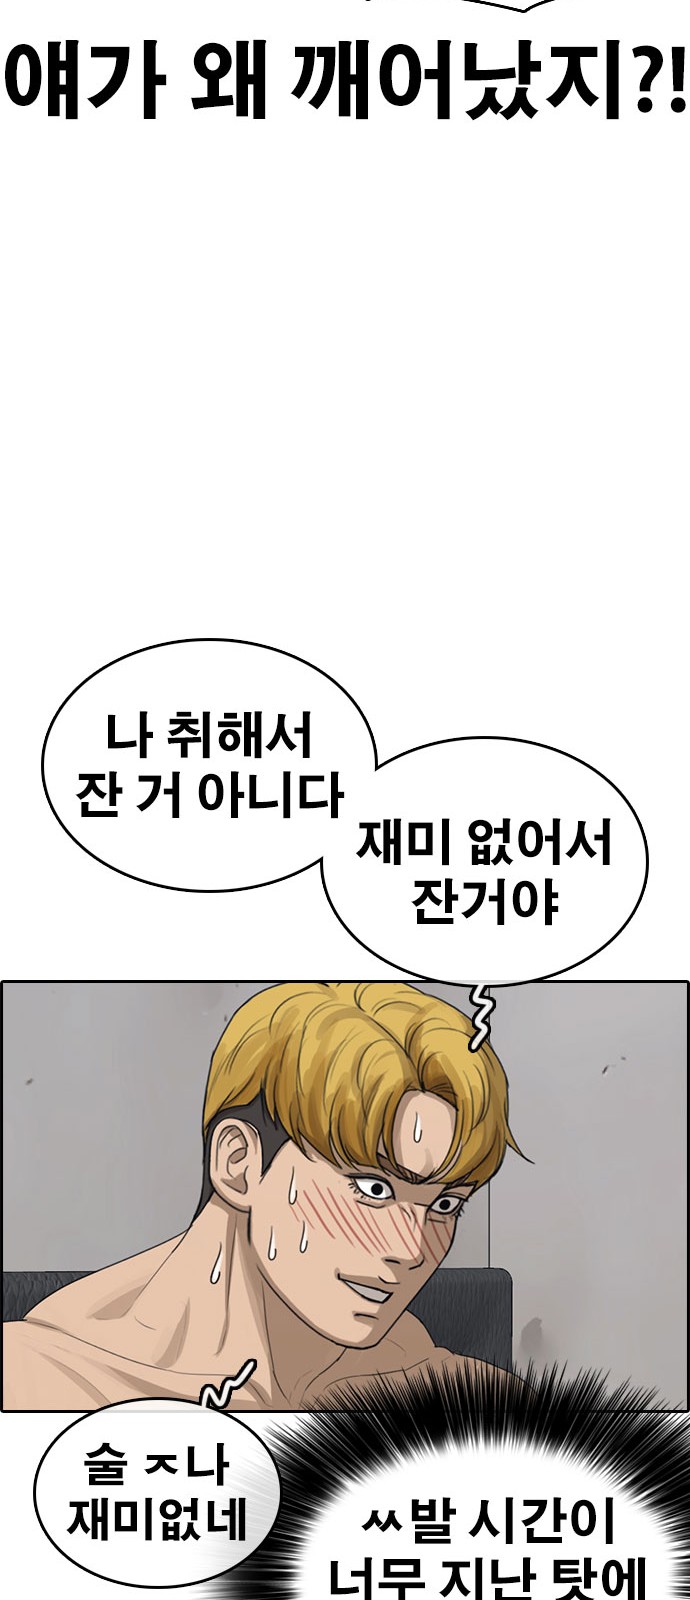 얘가 왜 깨어났지?!
나 취해서
잔 거 아니다
재미 없어서
잔거야
술 ㅈ나
재미없네
ㅆ발 시간이
너무 지난 탓에